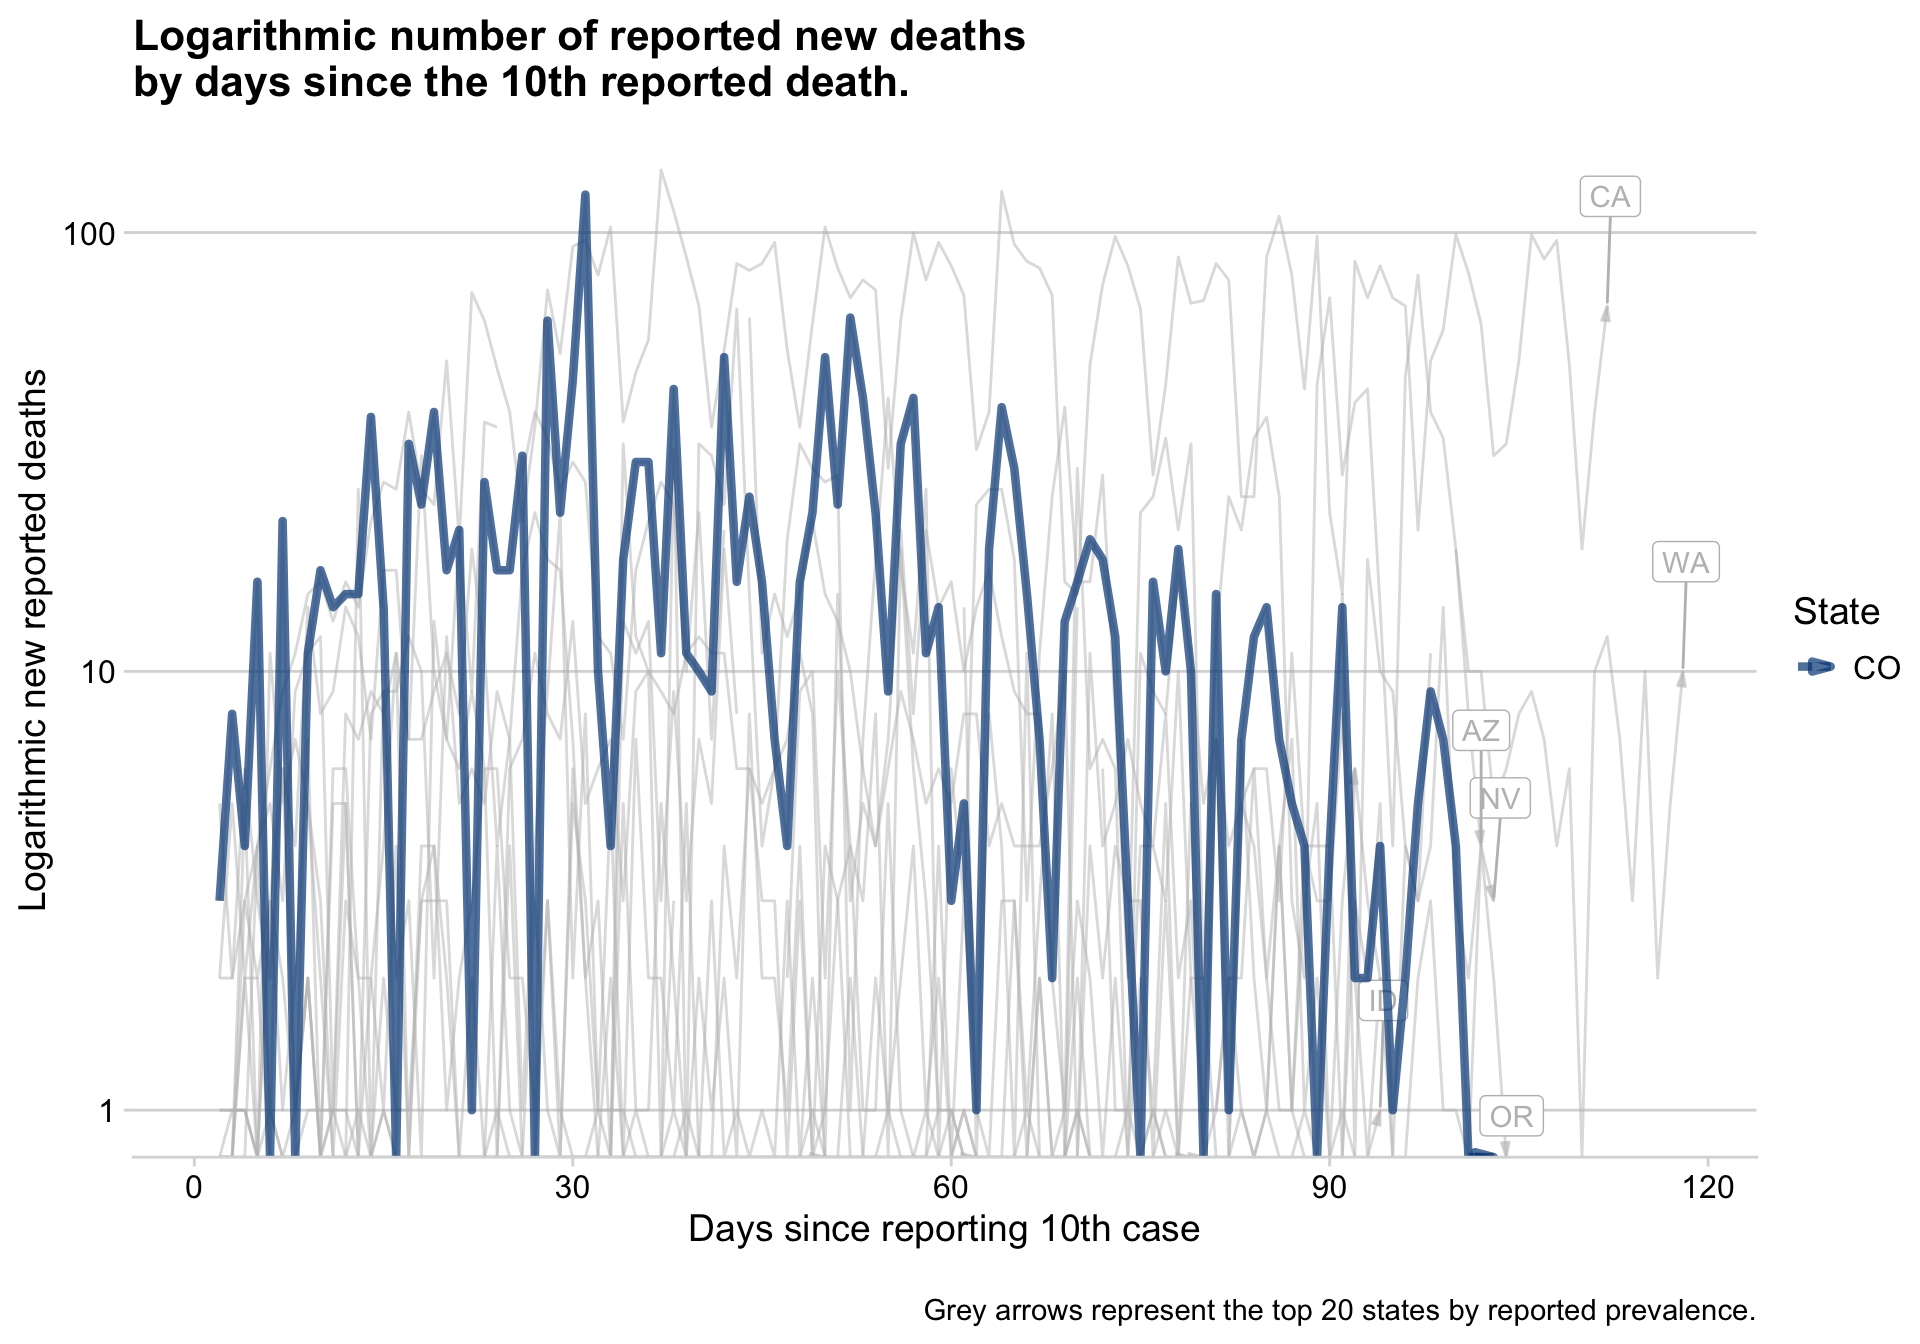 Logarithmic number of reported new deaths
by days since the 10th reported death.
Logarithmic new reported deaths
100
10
1
CA
WA
AZ
NV
ID
OR
State
CO
0
30
60
90
120
Days since reporting 10th case
Grey arrows represent the top 20 states by reported prevalence.